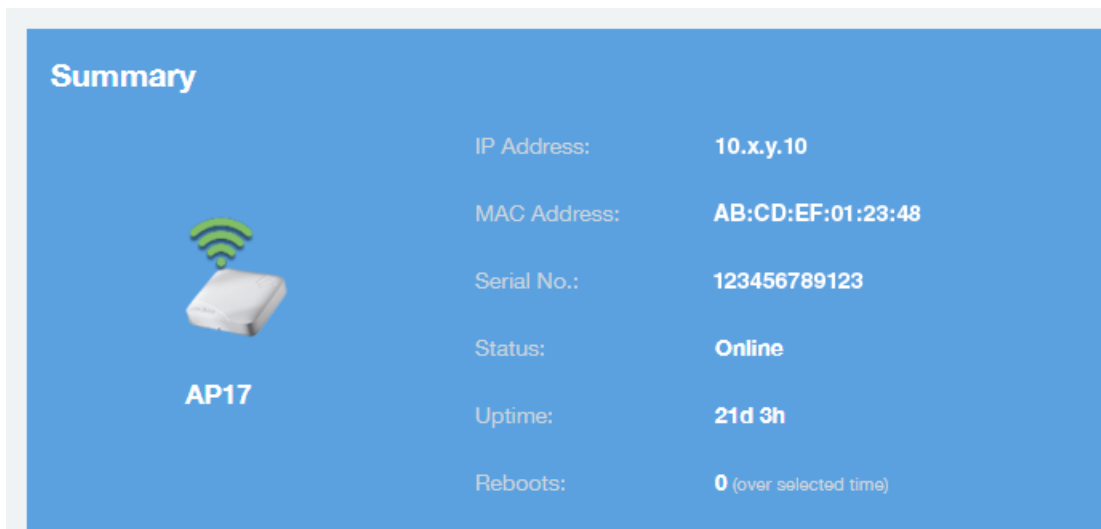 Summary
IP Address: 10.x.y.10
MAC Address: AB:CD:EF:01:23:48
Serial No.: 123456789123
Status: Online
AP17
Uptime: 21d 3h
Reboots: 0 (over selected time)